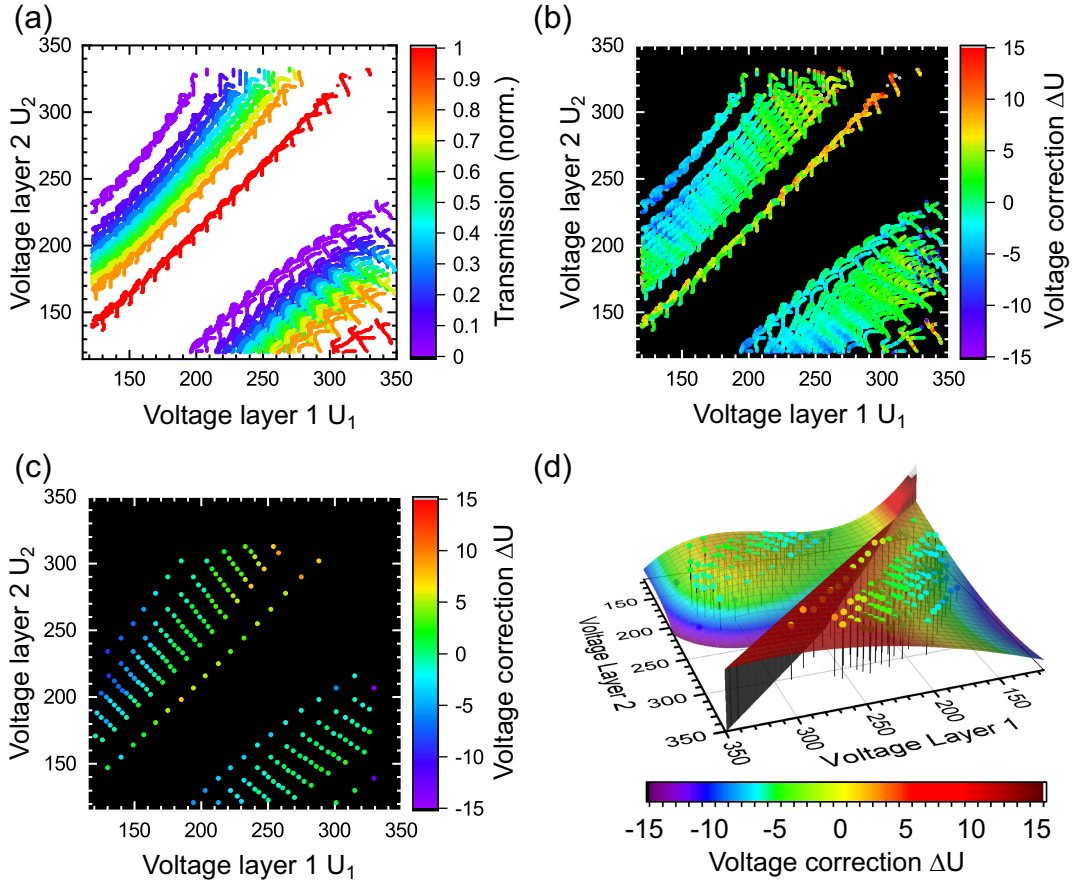 (a)
350
300
250
200
150
Voltage layer 2 U2
150 200 250 300 350
Voltage layer 1 U1
1
0.9
0.8
0.7
0.6
0.5
0.4
0.3
0.2
0.1
0
Transmission (norm.)
(b)
350
300
250
200
150
Voltage layer 2 U2
150 200 250 300 350
Voltage layer 1 U1
15
10
5
0
-5
-10
-15
Voltage correction ΔU
(c)
350
300
250
200
150
Voltage layer 2 U2
150 200 250 300 350
Voltage layer 1 U1
15
10
5
0
-5
-10
-15
Voltage correction ΔU
(d)
150
200
250
300
350
Voltage Layer 2
350 300 250 200 150
Voltage Layer 1
-15 -10 -5 0 5 10 15
Voltage correction ΔU